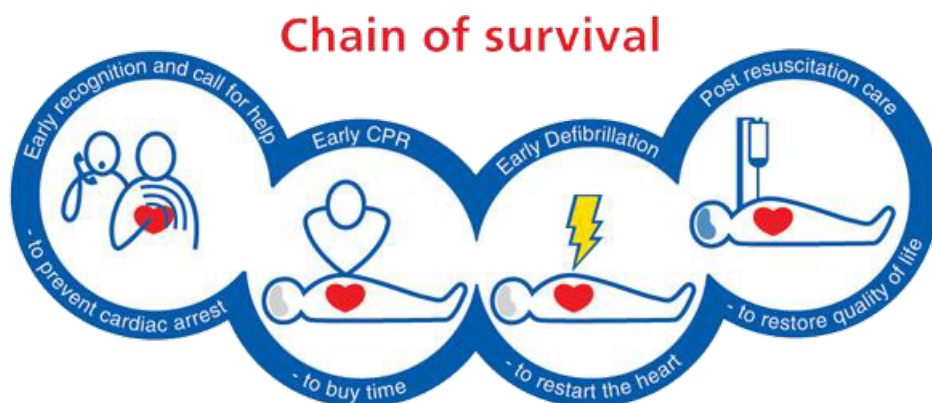 Chain of survival
Early recognition and call for help
- to prevent cardiac arrest
Early CPR
- to buy time
Early Defibrillation
- to restart the heart
Post resuscitation care
- to restore quality of life